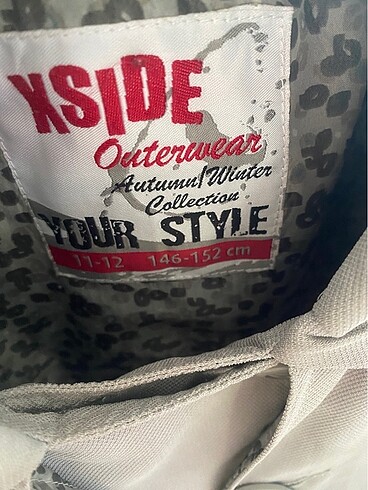 XSIDE
Outerwear
Autumn/Winter
Collection
YOUR STYLE
11-12 146-152 cm